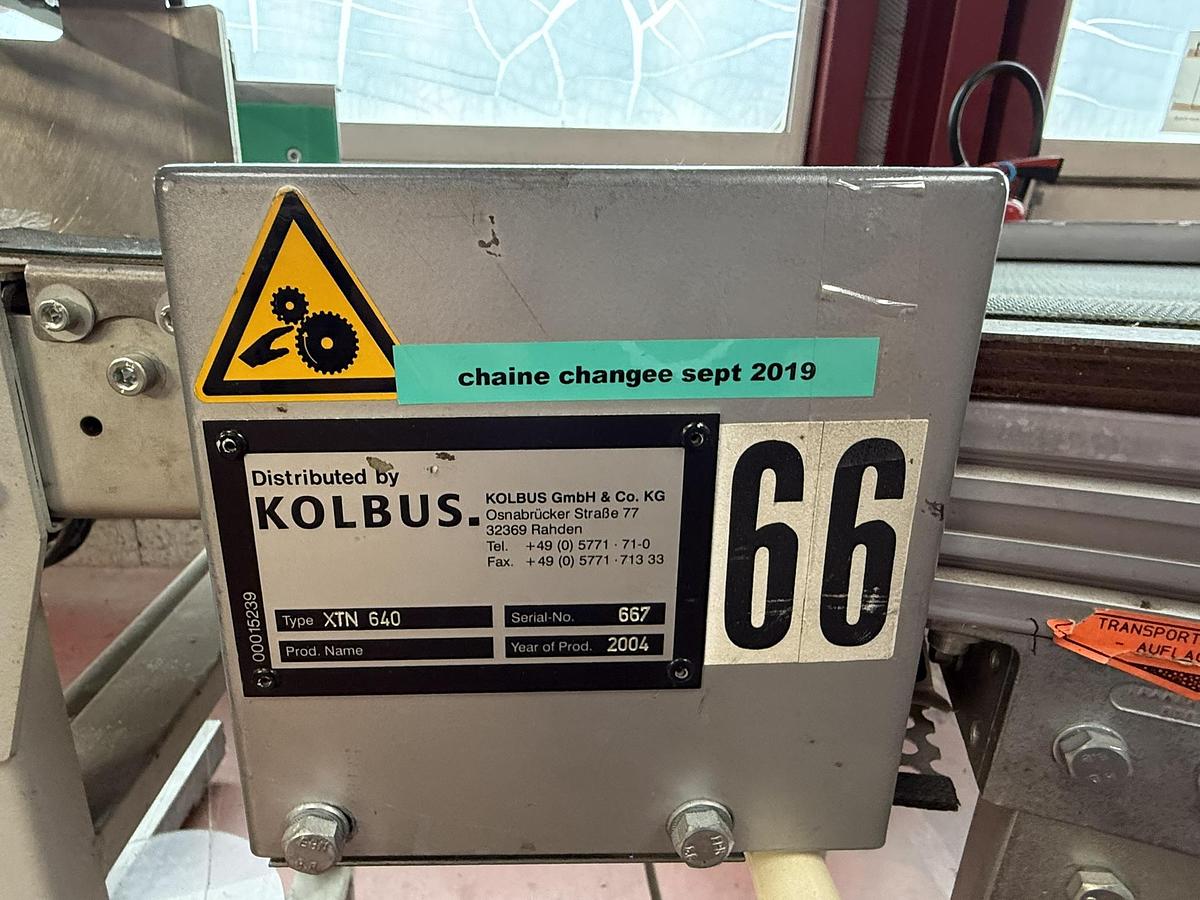 chaine changee sept 2019
Distributed by
KOLBUS.
KOLBUS GmbH & Co. KG
Osnabrücker Straße 77
32369 Rahden
Tel. +49 (0) 5771 · 71-0
Fax. +49 (0) 5771 · 713 33
00015239
Type XTN 640
Serial-No. 667
Prod. Name
Year of Prod. 2004
66
TRANSPORT
AUFLAG